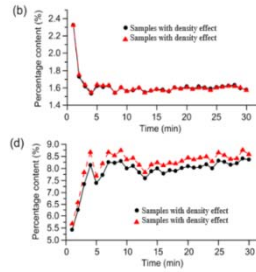 (b)
Percentage content (%)
2.4
2.2
2.0
1.8
1.6
1.4
Samples with density effect
Samples with density effect
0 5 10 15 20 25 30
Time (min)
(d)
Percentage content (%)
9.0
8.5
8.0
7.5
7.0
6.5
6.0
5.5
5.0
Samples with density effect
Samples with density effect
0 5 10 15 20 25 30
Time (min)